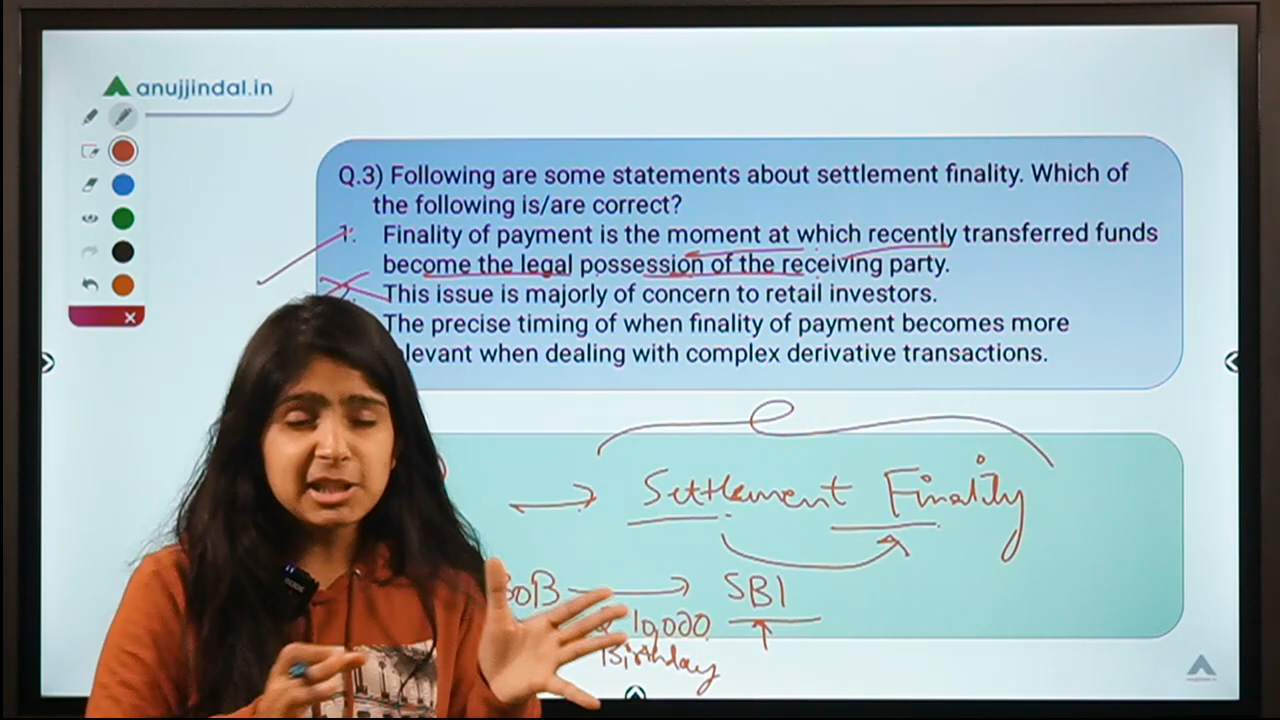 anujjindal.in
Q.3) Following are some statements about settlement finality. Which of
the following is/are correct?
1. Finality of payment is the moment at which recently transferred funds
become the legal possession of the receiving party.
This issue is majorly of concern to retail investors.
The precise timing of when finality of payment becomes more
when dealing with complex derivative transactions.
Settlement Finality
BOB → SBI
10,000
Birthday